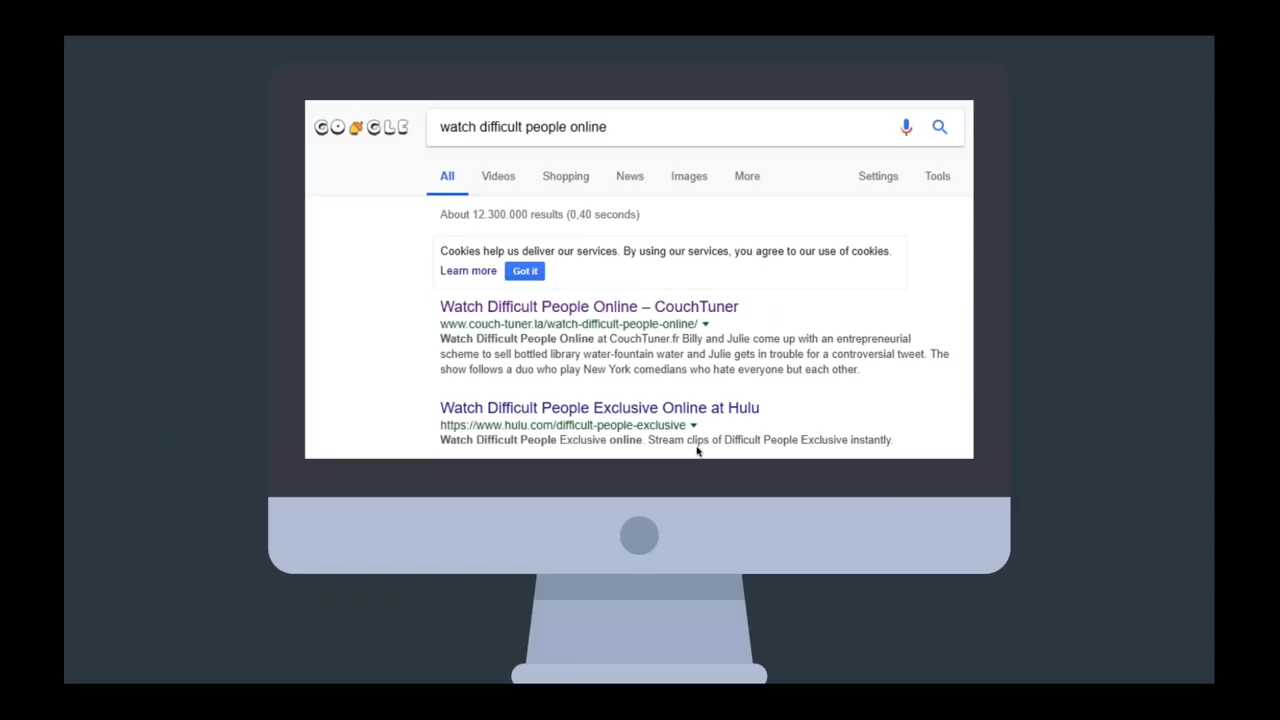 GOOGLE
watch difficult people online
All Videos Shopping News Images More Settings Tools
About 12.300.000 results (0,40 seconds)
Cookies help us deliver our services. By using our services, you agree to our use of cookies.
Learn more Got it
Watch Difficult People Online – CouchTuner
www.couch-tuner.la/watch-difficult-people-online/
Watch Difficult People Online at CouchTuner.fr Billy and Julie come up with an entrepreneurial
scheme to sell bottled library water-fountain water and Julie gets in trouble for a controversial tweet. The
show follows a duo who play New York comedians who hate everyone but each other.
Watch Difficult People Exclusive Online at Hulu
https://www.hulu.com/difficult-people-exclusive
Watch Difficult People Exclusive online. Stream clips of Difficult People Exclusive instantly.